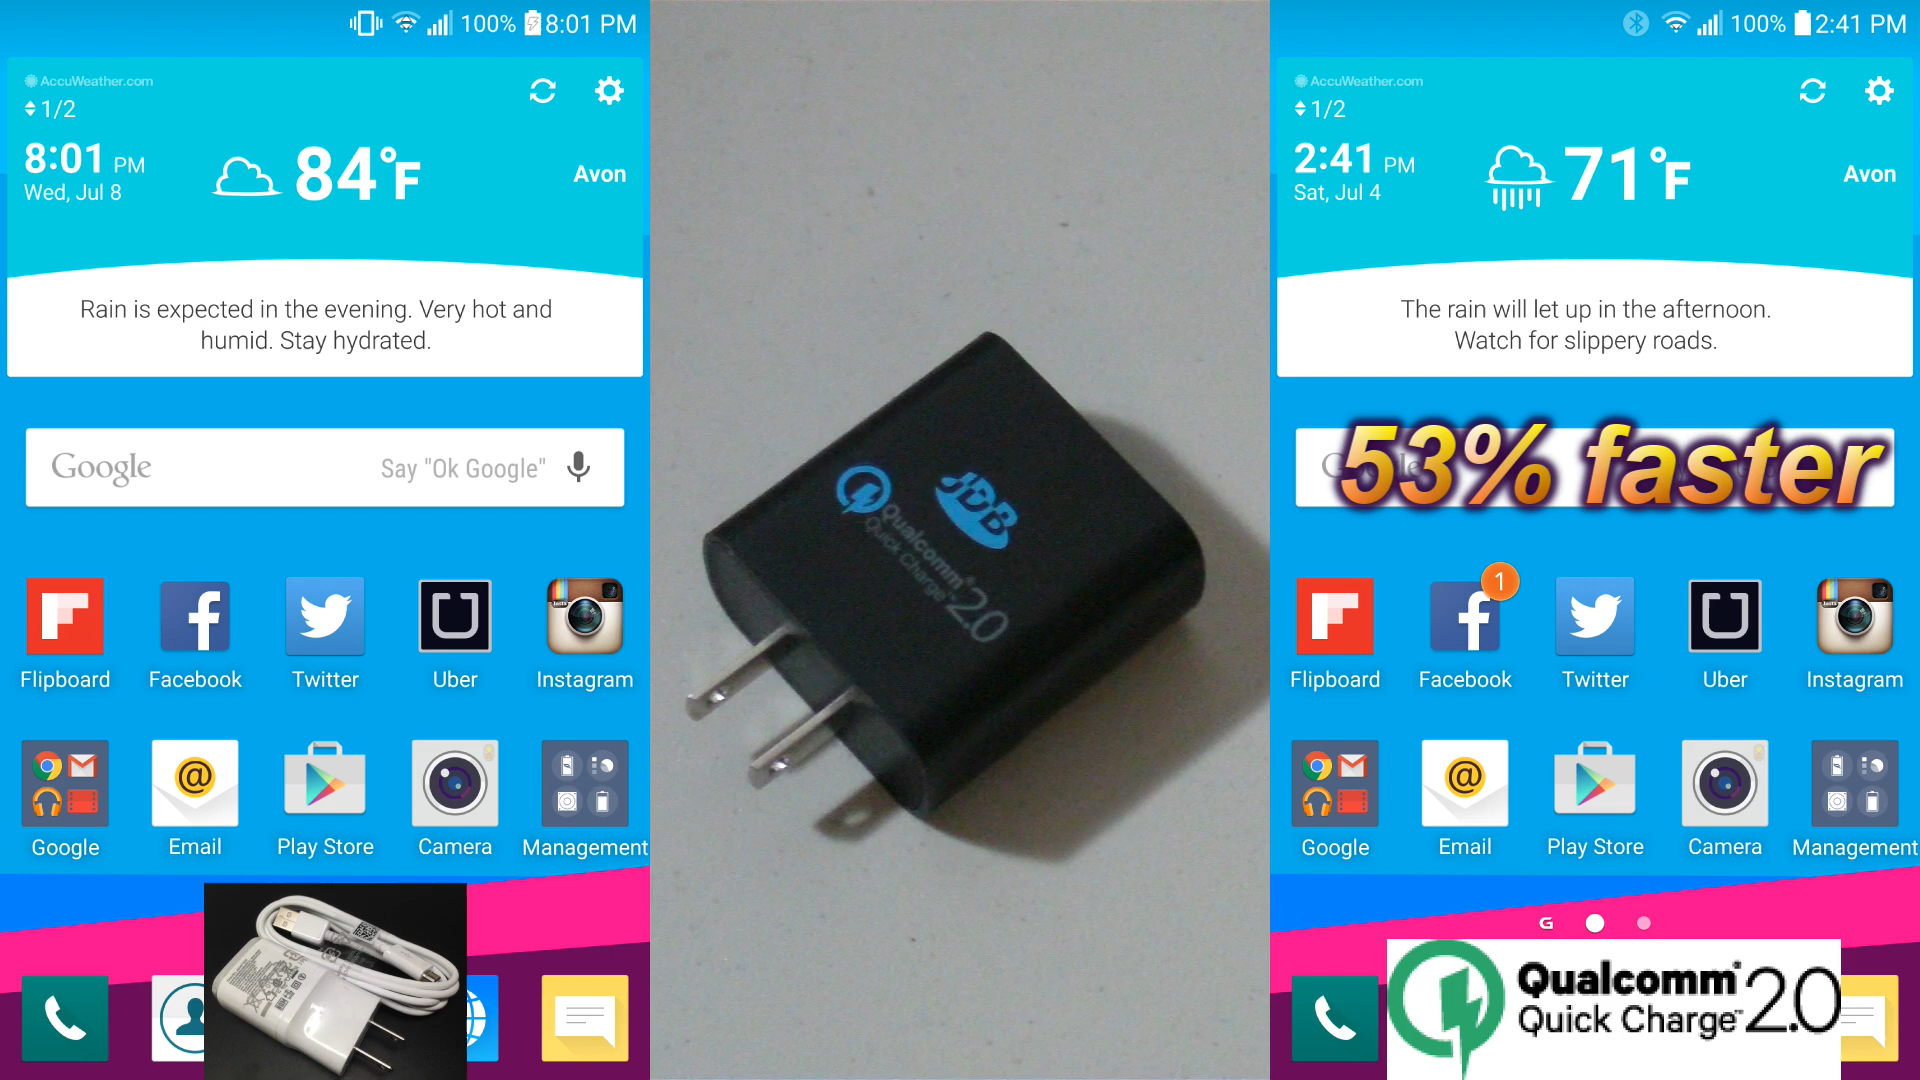 100% 8:01 PM
AccuWeather.com
1/2
8:01 PM
Wed, Jul 8
84°F
Avon
Rain is expected in the evening. Very hot and
humid. Stay hydrated.
Google
Say "Ok Google"
Flipboard
Facebook
Twitter
Uber
Instagram
Google
Email
Play Store
Camera
Management
JDB
Qualcomm®
Quick Charge™ 2.0
100% 2:41 PM
AccuWeather.com
1/2
2:41 PM
Sat, Jul 4
71°F
Avon
The rain will let up in the afternoon.
Watch for slippery roads.
53% faster
1
Flipboard
Facebook
Twitter
Uber
Instagram
Google
Email
Play Store
Camera
Management
G
Qualcomm®
Quick Charge™ 2.0